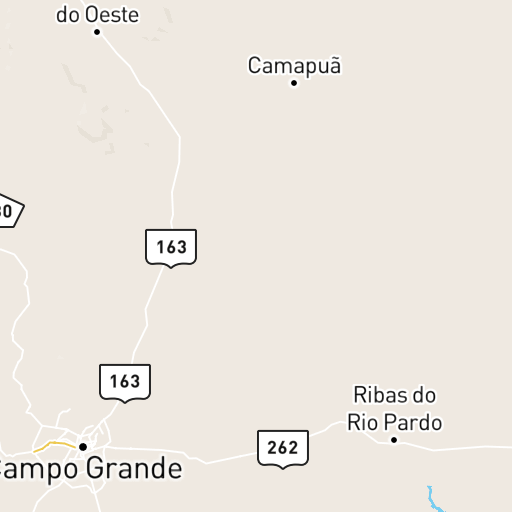 do Oeste
Camapuã
163
163
Ribas do
Rio Pardo
262
Campo Grande